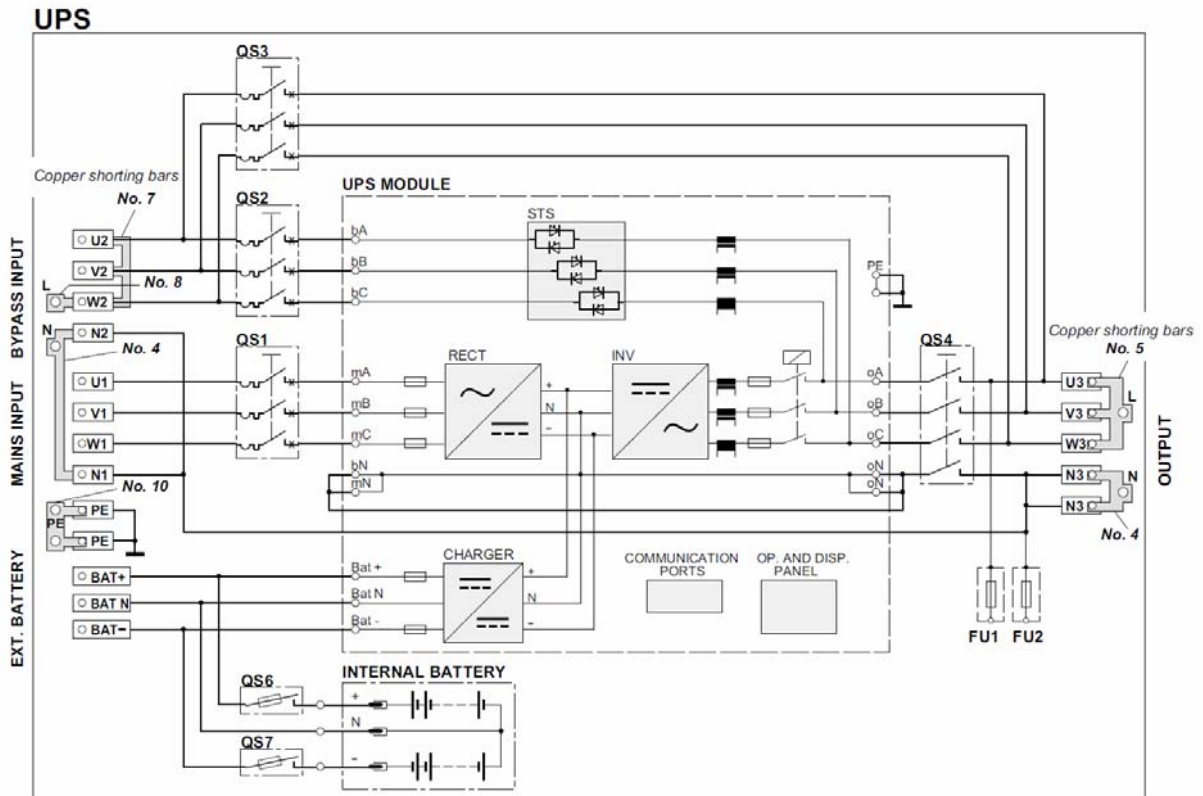 UPS
QS3
Copper shorting bars
No. 7
QS2
UPS MODULE
STS
U2
V2
W2
L
No. 8
bA
bB
bC
PE
BYPASS INPUT
N
N2
No. 4
QS1
RECT
INV
QS4
Copper shorting bars
No. 5
MAINS INPUT
U1
V1
W1
N1
mA
mB
mC
bN
mN
+
N
-
oA
oB
oC
oN
oN
U3
V3
W3
L
N3
N3
N
No. 4
OUTPUT
No. 10
PE
PE
PE
EXT. BATTERY
BAT+
BAT N
BAT-
Bat +
Bat N
Bat -
CHARGER
+
N
-
COMMUNICATION
PORTS
OP. AND DISP.
PANEL
FU1 FU2
INTERNAL BATTERY
QS6
+
N
QS7
-